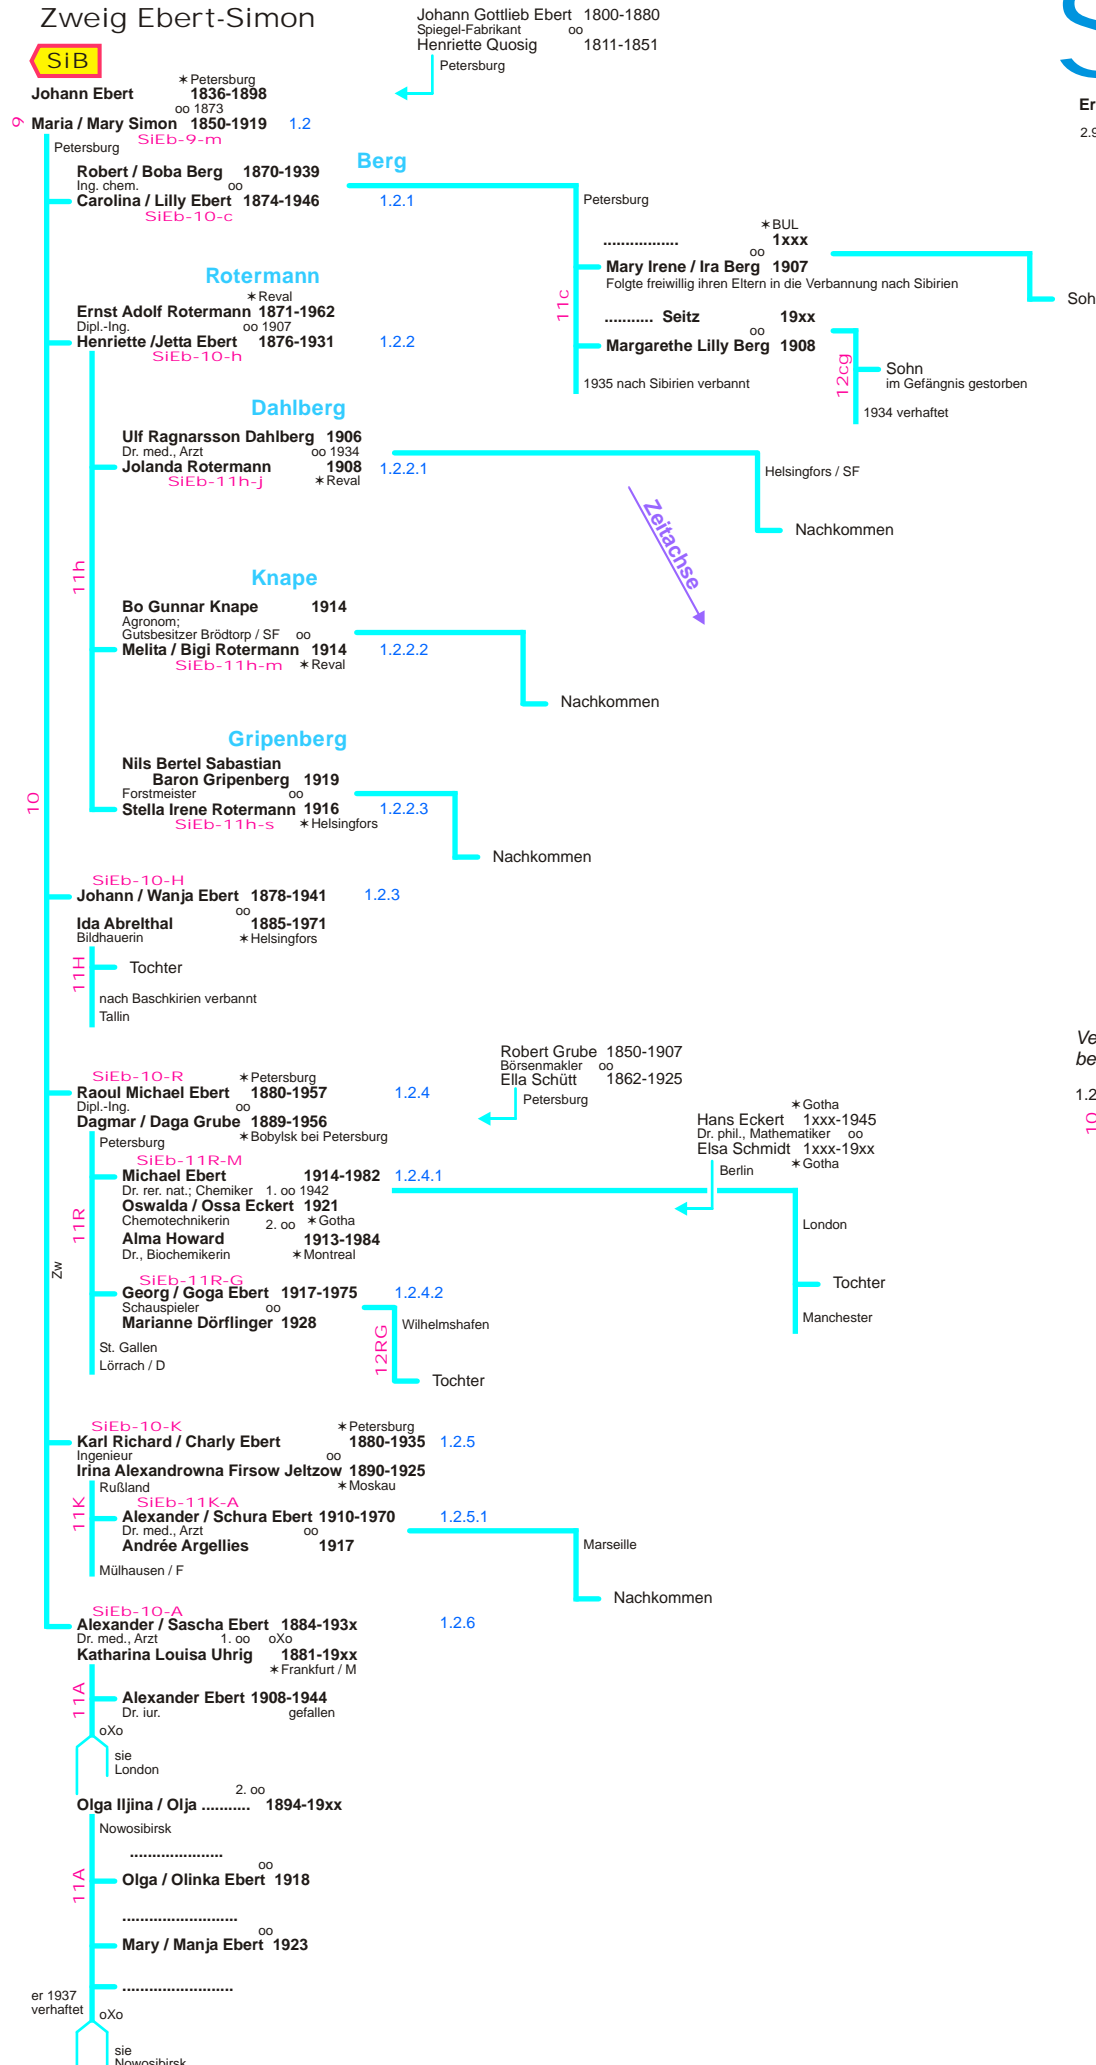 Zweig Ebert-Simon
SiB
Johann Gottlieb Ebert 1800-1880
Spiegel-Fabrikant oo
Henriette Quosig 1811-1851
Petersburg
✶Petersburg
Johann Ebert 1836-1898
oo 1873
9
Maria / Mary Simon 1850-1919 1.2
SiEb-9-m
Petersburg
Er
2.9
Berg
Robert / Boba Berg 1870-1939
Ing. chem. oo
Carolina / Lilly Ebert 1874-1946 1.2.1
SiEb-10-c
Petersburg
✶BUL
................. 1xxx
oo
Mary Irene / Ira Berg 1907
Folgte freiwillig ihren Eltern in die Verbannung nach Sibirien
Soh
11c
........... Seitz 19xx
oo
Margarethe Lilly Berg 1908
12cg
Sohn
im Gefängnis gestorben
1935 nach Sibirien verbannt
1934 verhaftet
Rotermann
✶Reval
Ernst Adolf Rotermann 1871-1962
Dipl.-Ing. oo 1907
Henriette /Jetta Ebert 1876-1931 1.2.2
SiEb-10-h
Dahlberg
Ulf Ragnarsson Dahlberg 1906
Dr. med., Arzt oo 1934
Jolanda Rotermann 1908 1.2.2.1
SiEb-11h-j ✶Reval
Helsingfors / SF
Nachkommen
Zeitachse
11h
Knape
Bo Gunnar Knape 1914
Agronom;
Gutsbesitzer Brödtorp / SF oo
Melita / Bigi Rotermann 1914 1.2.2.2
SiEb-11h-m ✶Reval
Nachkommen
Gripenberg
Nils Bertel Sabastian
Baron Gripenberg 1919
Forstmeister oo
Stella Irene Rotermann 1916 1.2.2.3
SiEb-11h-s ✶Helsingfors
Nachkommen
10
SiEb-10-H
Johann / Wanja Ebert 1878-1941 1.2.3
oo
Ida Abrelthal 1885-1971
Bildhauerin ✶Helsingfors
11H
Tochter
nach Baschkirien verbannt
Tallin
Ve
be
1.2
10
Robert Grube 1850-1907
Börsenmakler oo
Ella Schütt 1862-1925
Petersburg
SiEb-10-R ✶Petersburg
Raoul Michael Ebert 1880-1957 1.2.4
Dipl.-Ing. oo
Dagmar / Daga Grube 1889-1956
✶Bobylsk bei Petersburg
Petersburg
✶Gotha
Hans Eckert 1xxx-1945
Dr. phil., Mathematiker oo
Elsa Schmidt 1xxx-19xx
✶Gotha
Berlin
SiEb-11R-M
Michael Ebert 1914-1982 1.2.4.1
Dr. rer. nat.; Chemiker 1. oo 1942
Oswalda / Ossa Eckert 1921
Chemotechnikerin 2. oo ✶Gotha
Alma Howard 1913-1984
Dr., Biochemikerin ✶Montreal
London
Tochter
Manchester
11R
Zw
SiEb-11R-G
Georg / Goga Ebert 1917-1975 1.2.4.2
Schauspieler oo
Marianne Dörflinger 1928
Wilhelmshafen
12RG
Tochter
St. Gallen
Lörrach / D
SiEb-10-K ✶Petersburg
Karl Richard / Charly Ebert 1880-1935 1.2.5
Ingenieur oo
Irina Alexandrowna Firsow Jeltzow 1890-1925
Rußland ✶Moskau
11K
SiEb-11K-A
Alexander / Schura Ebert 1910-1970 1.2.5.1
Dr. med., Arzt oo
Andrée Argellies 1917
Marseille
Nachkommen
Mülhausen / F
SiEb-10-A
Alexander / Sascha Ebert 1884-193x 1.2.6
Dr. med., Arzt 1. oo oXo
Katharina Louisa Uhrig 1881-19xx
✶Frankfurt / M
11A
Alexander Ebert 1908-1944
Dr. iur. gefallen
oXo
sie
London
2. oo
Olga Iljina / Olja ........... 1894-19xx
Nowosibirsk
.....................
oo
11A
Olga / Olinka Ebert 1918
..........................
oo
Mary / Manja Ebert 1923
.........................
er 1937
verhaftet
oXo
sie
Nowosibirsk